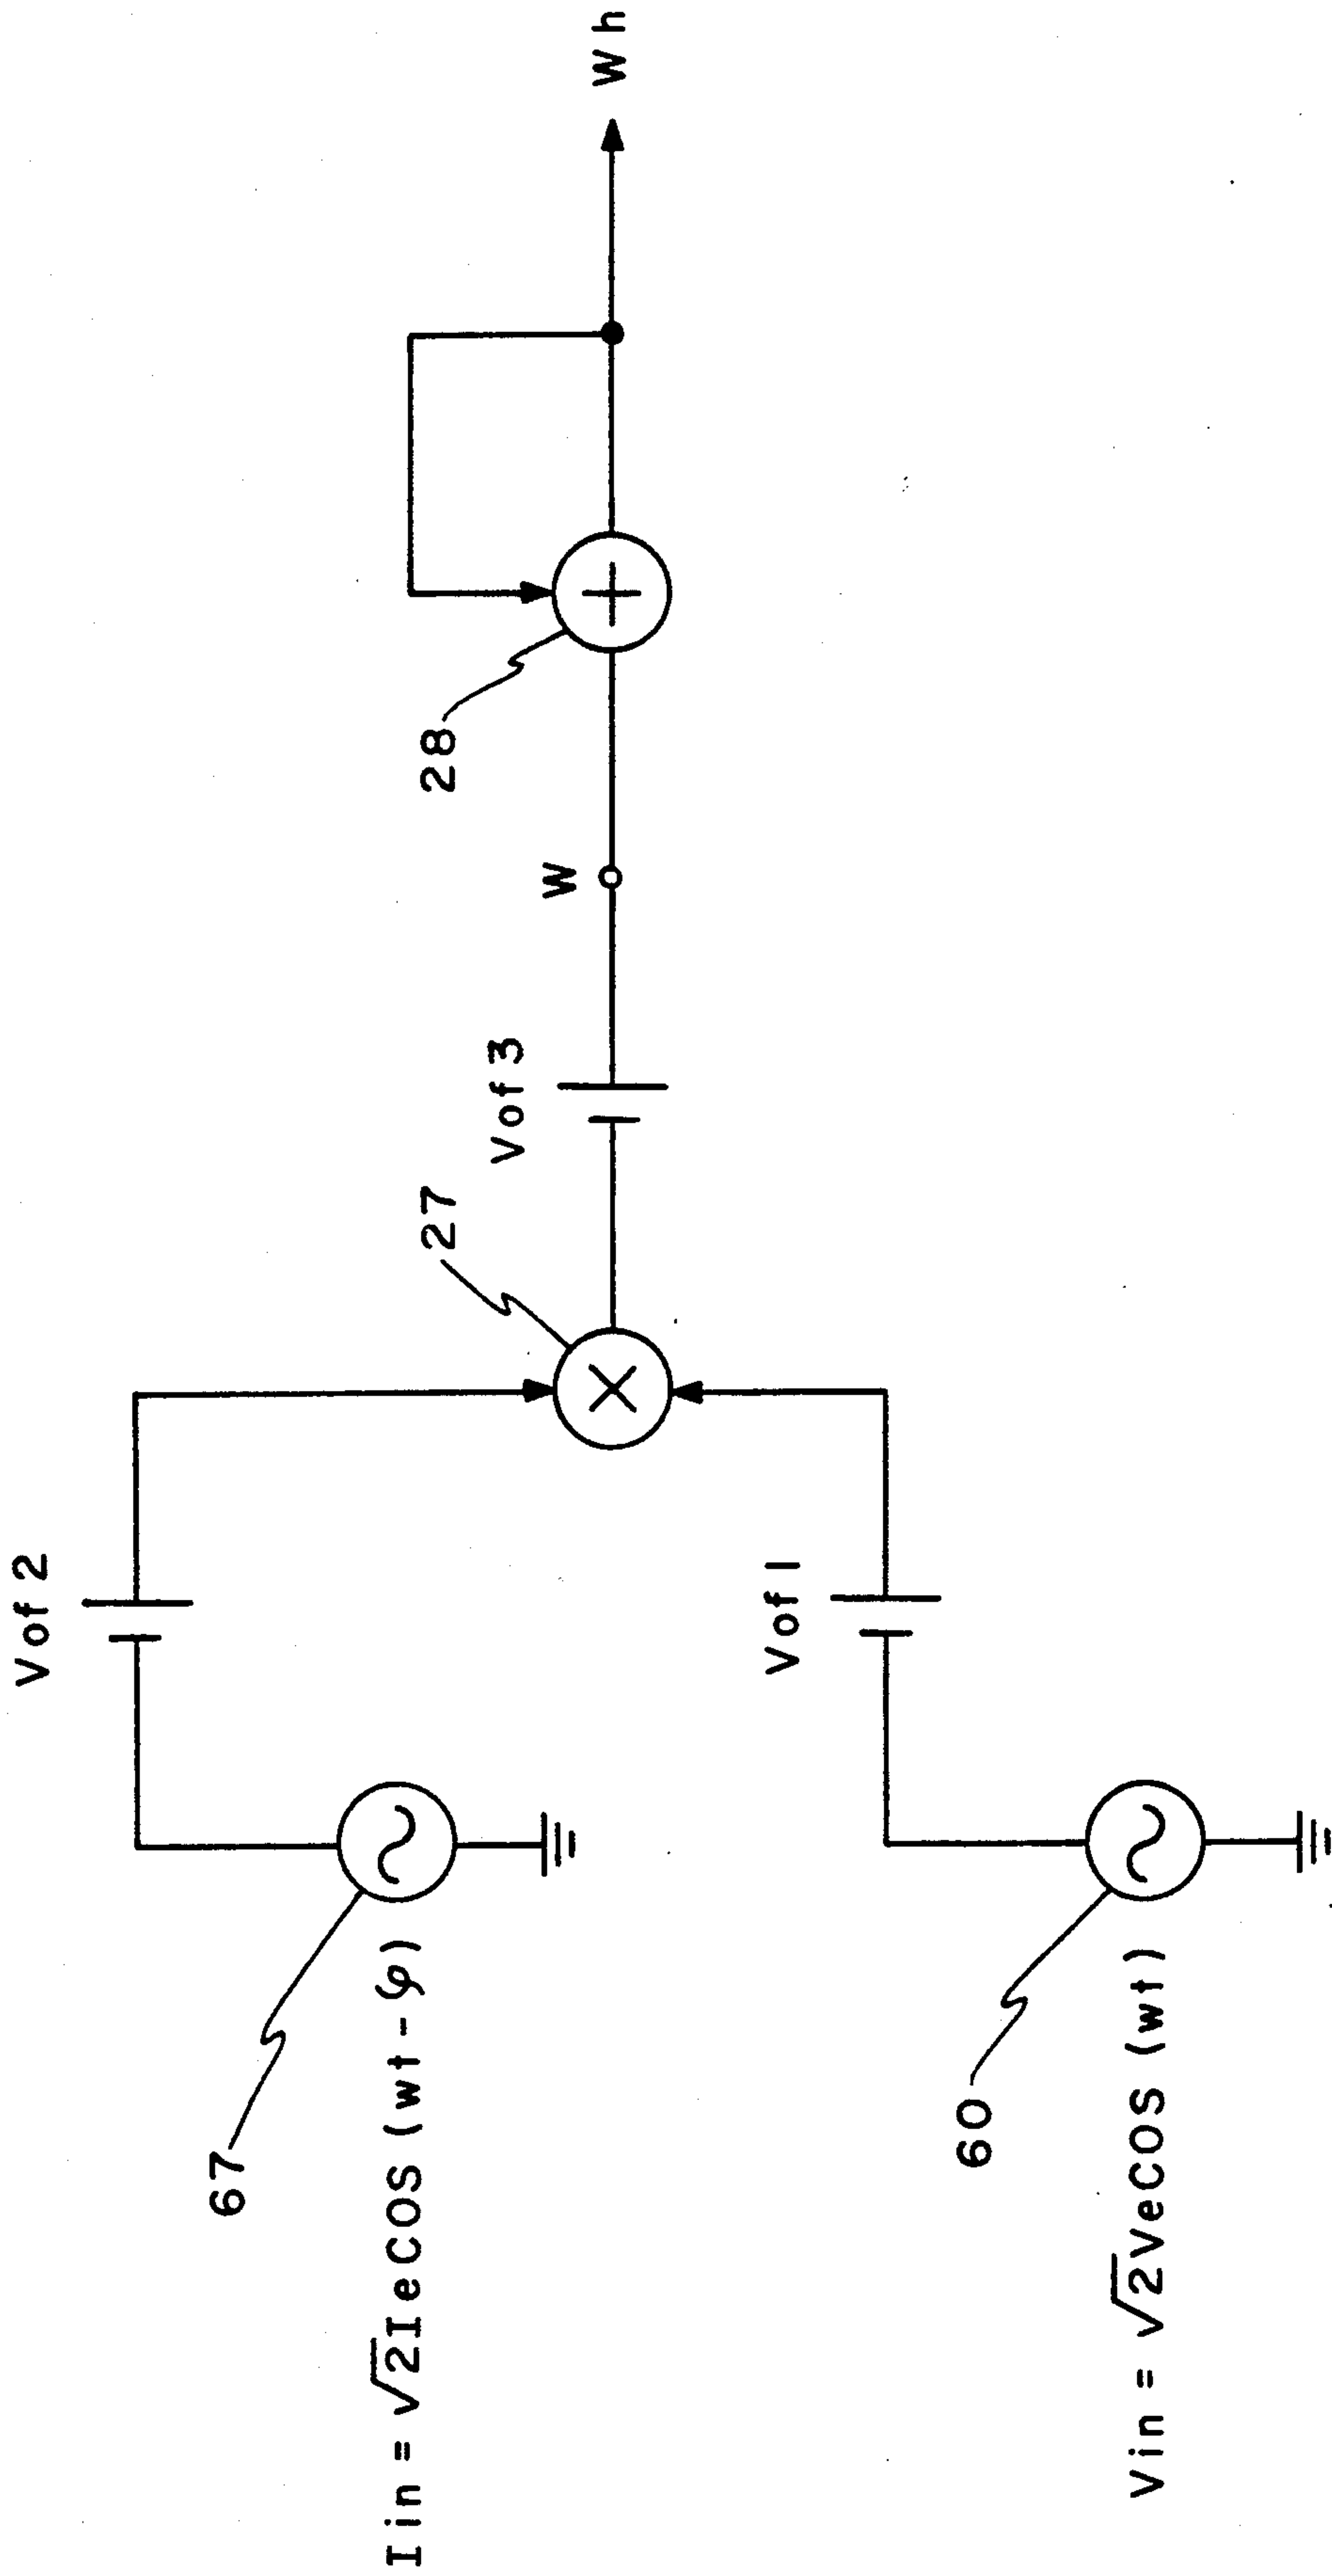 Vof 2
67
Iin = √2IeCOS (wt-φ)
27
Vof 3
W
28
Wh
Vof 1
60
Vin = √2VeCOS (wt)